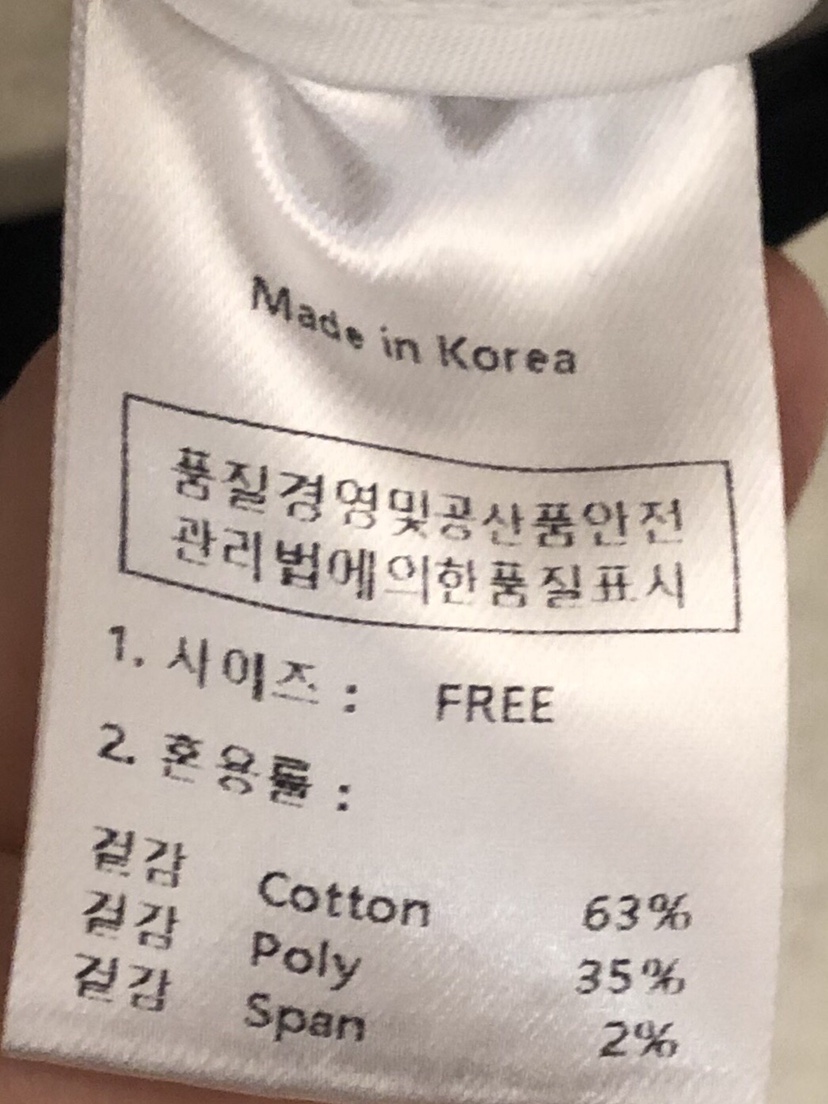 Made in Korea
품질경영및공산품안전
관리법에의한품질표시
1. 사이즈 : FREE
2. 혼용률 :
겉감 Cotton 63%
겉감 Poly 35%
겉감 Span 2%